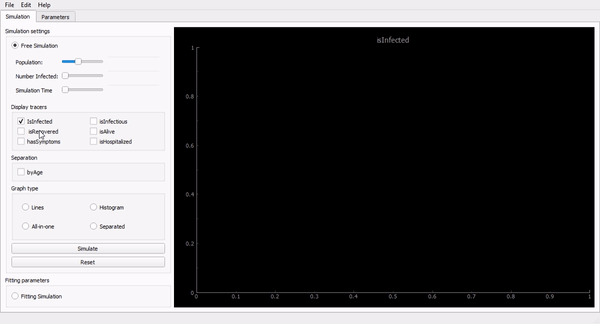 File Edit Help
Simulation Parameters
Simulation settings
Free Simulation
Population:
Number Infected:
Simulation Time
Display tracers
IsInfected isInfectious
isRecovered isAlive
hasSymptoms isHospitalized
Separation
byAge
Graph type
Lines Histogram
All-in-one Separated
Simulate
Reset
Fitting parameters
Fitting Simulation
isInfected
1
0.8
0.6
0.4
0.2
0
0 0.1 0.2 0.3 0.4 0.5 0.6 0.7 0.8 0.9 1